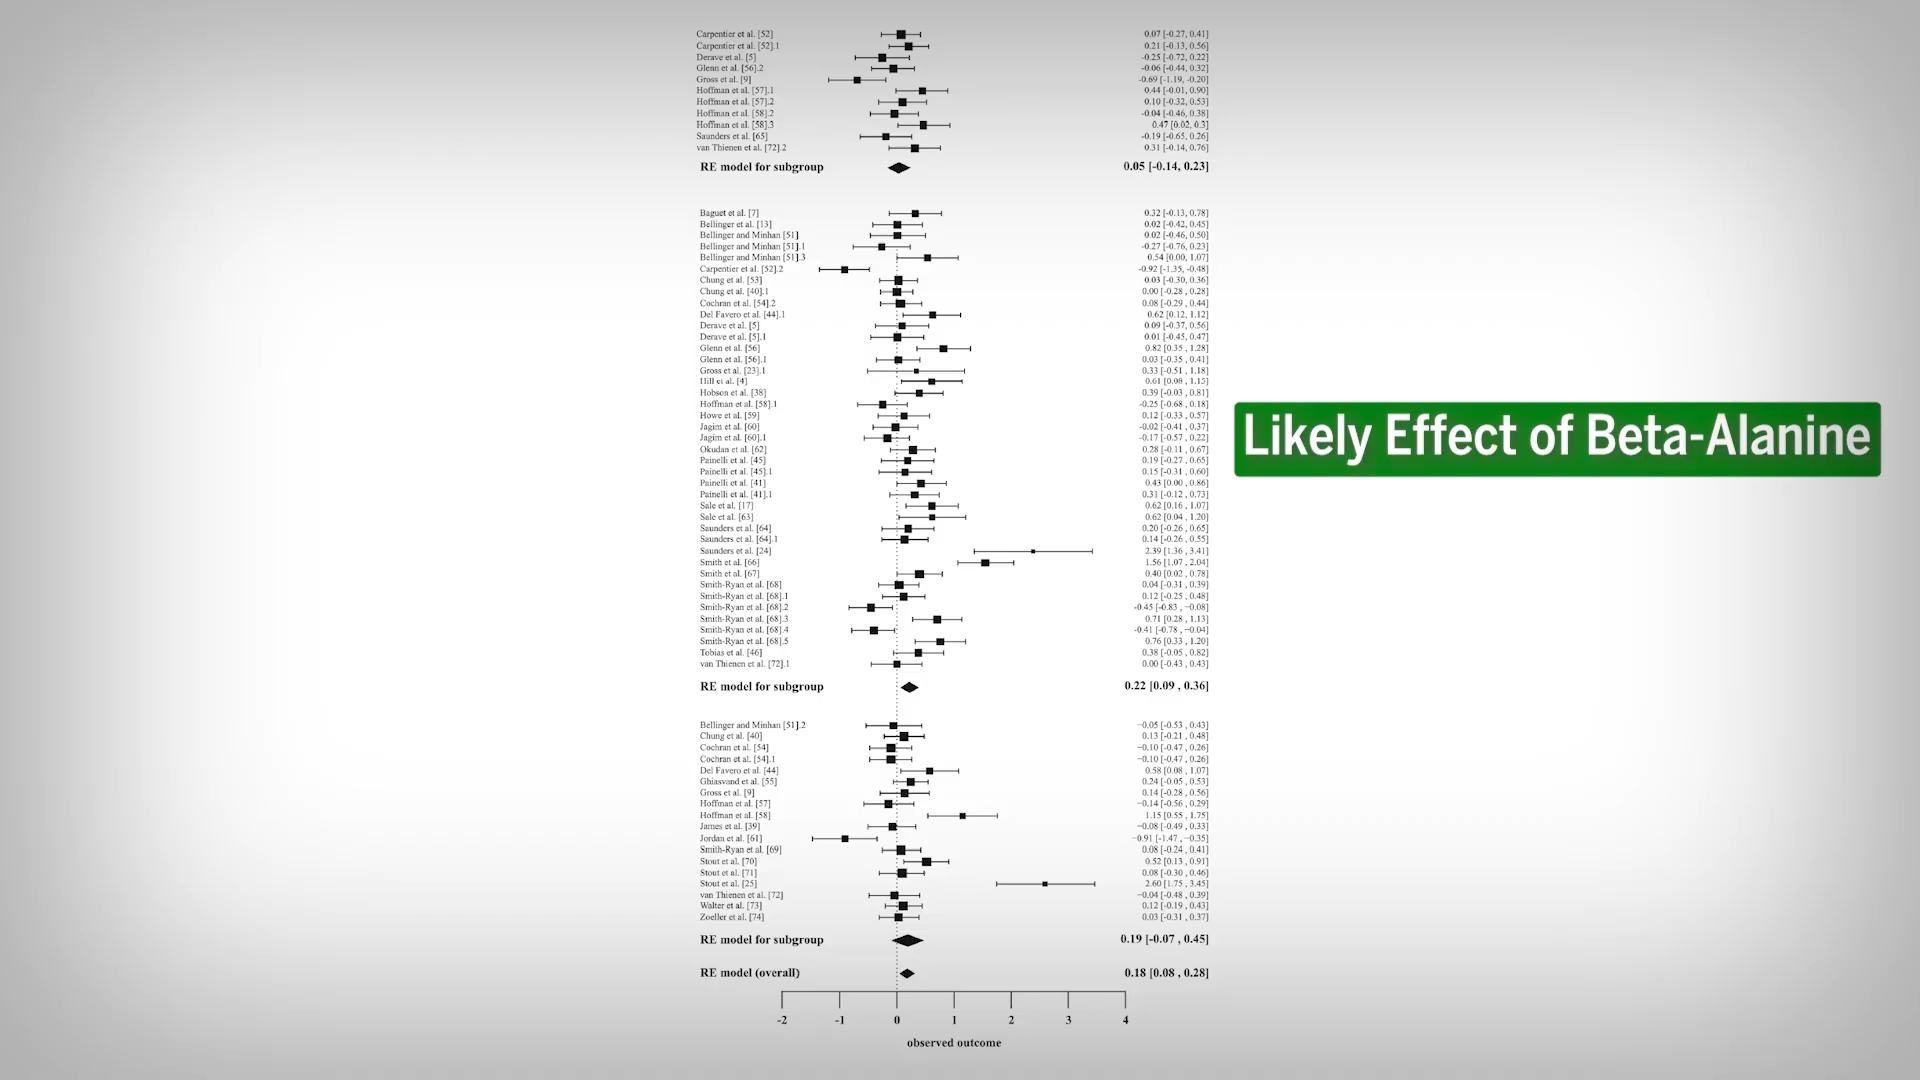 Carpentier et al. [52] 0.07 [-0.27, 0.41]
Carpentier et al. [52].1 0.21 [-0.13, 0.56]
Derave et al. [5] -0.25 [-0.72, 0.22]
Glenn et al. [56].2 -0.06 [-0.44, 0.32]
Gross et al. [9] -0.69 [-1.19, -0.20]
Hoffman et al. [57].1 0.44 [-0.01, 0.90]
Hoffman et al. [57].2 0.10 [-0.32, 0.53]
Hoffman et al. [58].2 -0.04 [-0.46, 0.38]
Hoffman et al. [58].3 0.47 [0.02, 0.3]
Saunders et al. [65] -0.19 [-0.65, 0.26]
van Thienen et al. [72].2 0.31 [-0.14, 0.76]
RE model for subgroup 0.05 [-0.14, 0.23]
Baguet et al. [7] 0.32 [-0.13, 0.78]
Bellinger et al. [13] 0.02 [-0.42, 0.45]
Bellinger and Minhan [51] 0.02 [-0.46, 0.50]
Bellinger and Minhan [51].1 -0.27 [-0.76, 0.23]
Bellinger and Minhan [51].3 0.54 [0.00, 1.07]
Carpentier et al. [52].2 -0.92 [-1.35, -0.48]
Chung et al. [53] 0.03 [-0.30, 0.36]
Chung et al. [40].1 0.00 [-0.28 , 0.28]
Cochran et al. [54].2 0.08 [-0.29 , 0.44]
Del Favero et al. [44].1 0.62 [0.12, 1.12]
Derave et al. [5] 0.09 [-0.37, 0.56]
Derave et al. [5].1 0.01 [-0.45, 0.47]
Glenn et al. [56] 0.82 [0.35 , 1.28]
Glenn et al. [56].1 0.03 [-0.35 , 0.41]
Gross et al. [23].1 0.33 [-0.51 , 1.18]
Hill et al. [4] 0.61 [0.08 , 1.15]
Hobson et al. [38] 0.39 [-0.03 , 0.81]
Hoffman et al. [58].1 -0.25 [-0.68 , 0.18]
Howe et al. [59] 0.12 [-0.33 , 0.57]
Jagim et al. [60] -0.02 [-0.41 , 0.37]
Jagim et al. [60].1 -0.17 [-0.57 , 0.22]
Okudan et al. [62] 0.28 [-0.11 , 0.67]
Painelli et al. [45] 0.19 [-0.27 , 0.65]
Painelli et al. [45].1 0.15 [-0.31 , 0.60]
Painelli et al. [41] 0.43 [0.00 , 0.86]
Painelli et al. [41].1 0.31 [-0.12 , 0.73]
Sale et al. [17] 0.62 [0.16 , 1.07]
Sale et al. [63] 0.62 [0.04 , 1.20]
Saunders et al. [64] 0.20 [-0.26 , 0.65]
Saunders et al. [64].1 0.14 [-0.26 , 0.55]
Saunders et al. [24] 2.39 [1.36 , 3.41]
Smith et al. [66] 1.56 [1.07 , 2.04]
Smith et al. [67] 0.40 [0.02 , 0.78]
Smith-Ryan et al. [68] 0.04 [-0.31 , 0.39]
Smith-Ryan et al. [68].1 0.12 [-0.25 , 0.48]
Smith-Ryan et al. [68].2 -0.45 [-0.83 , −0.08]
Smith-Ryan et al. [68].3 0.71 [0.28 , 1.13]
Smith-Ryan et al. [68].4 -0.41 [-0.78 , −0.04]
Smith-Ryan et al. [68].5 0.76 [0.33 , 1.20]
Tobias et al. [46] 0.38 [-0.05 , 0.82]
van Thienen et al. [72].1 0.00 [-0.43 , 0.43]
RE model for subgroup 0.22 [0.09 , 0.36]
Bellinger and Minhan [51].2 −0.05 [-0.53 , 0.43]
Chung et al. [40] 0.13 [-0.21 , 0.48]
Cochran et al. [54] −0.10 [-0.47 , 0.26]
Cochran et al. [54].1 −0.10 [-0.47 , 0.26]
Del Favero et al. [44] 0.58 [0.08 , 1.07]
Ghiasvand et al. [55] 0.24 [-0.05 , 0.53]
Gross et al. [9] 0.14 [-0.28 , 0.56]
Hoffman et al. [57] −0.14 [-0.56 , 0.29]
Hoffman et al. [58] 1.15 [0.55 , 1.75]
James et al. [39] −0.08 [-0.49 , 0.33]
Jordan et al. [61] −0.91 [-1.47 , −0.35]
Smith-Ryan et al. [69] 0.08 [-0.24 , 0.41]
Stout et al. [70] 0.52 [0.13 , 0.91]
Stout et al. [71] 0.08 [-0.30 , 0.46]
Stout et al. [25] 2.60 [1.75 , 3.45]
van Thienen et al. [72] −0.04 [-0.48 , 0.39]
Walter et al. [73] 0.12 [-0.19 , 0.43]
Zoeller et al. [74] 0.03 [-0.31 , 0.37]
RE model for subgroup 0.19 [-0.07 , 0.45]
RE model (overall) 0.18 [0.08 , 0.28]
-2 -1 0 1 2 3 4
observed outcome
Likely Effect of Beta-Alanine